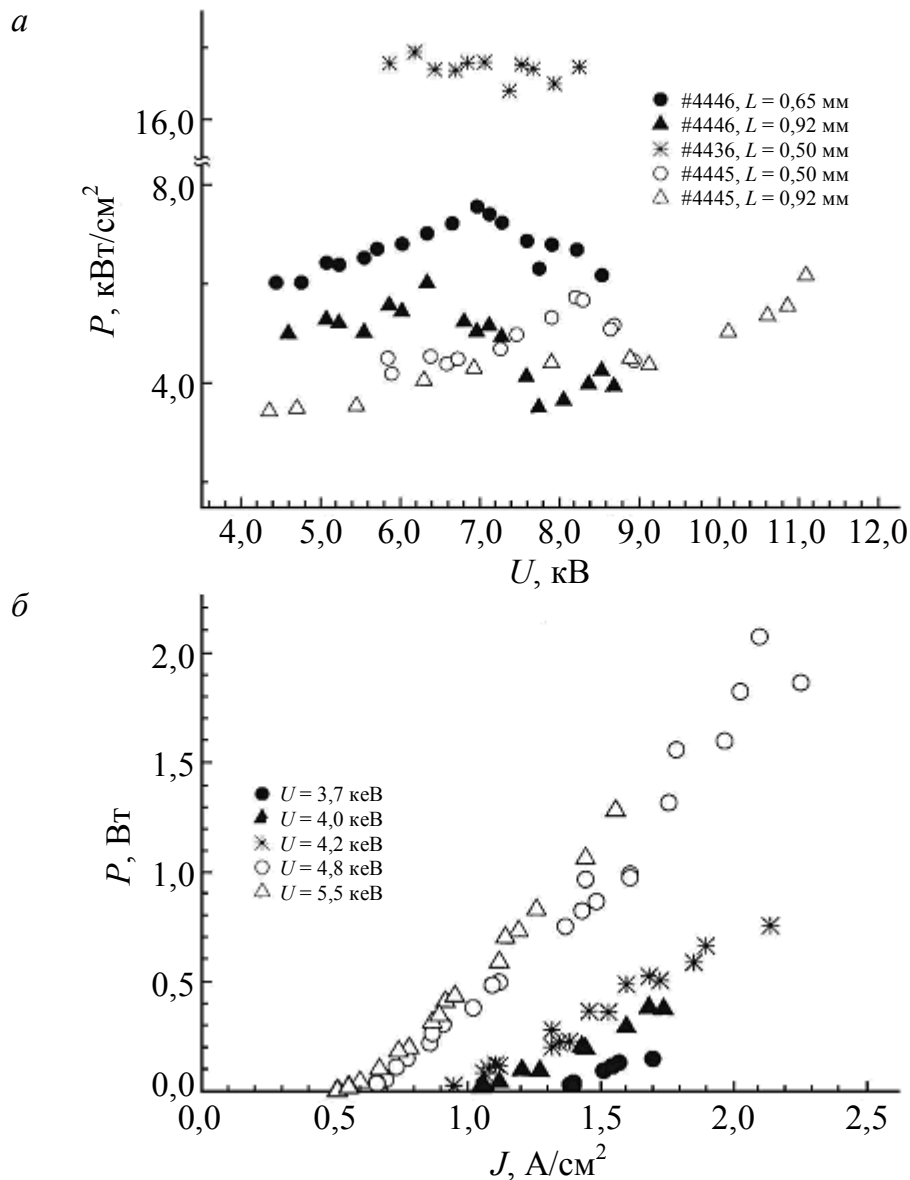 а
P, кВт/см²
16,0
8,0
4,0
#4446, L = 0,65 мм
#4446, L = 0,92 мм
#4436, L = 0,50 мм
#4445, L = 0,50 мм
#4445, L = 0,92 мм
4,0 5,0 6,0 7,0 8,0 9,0 10,0 11,0 12,0
U, кВ
б
P, Вт
2,0
1,5
1,0
0,5
0,0
U = 3,7 кеВ
U = 4,0 кеВ
U = 4,2 кеВ
U = 4,8 кеВ
U = 5,5 кеВ
0,0 0,5 1,0 1,5 2,0 2,5
J, А/см²